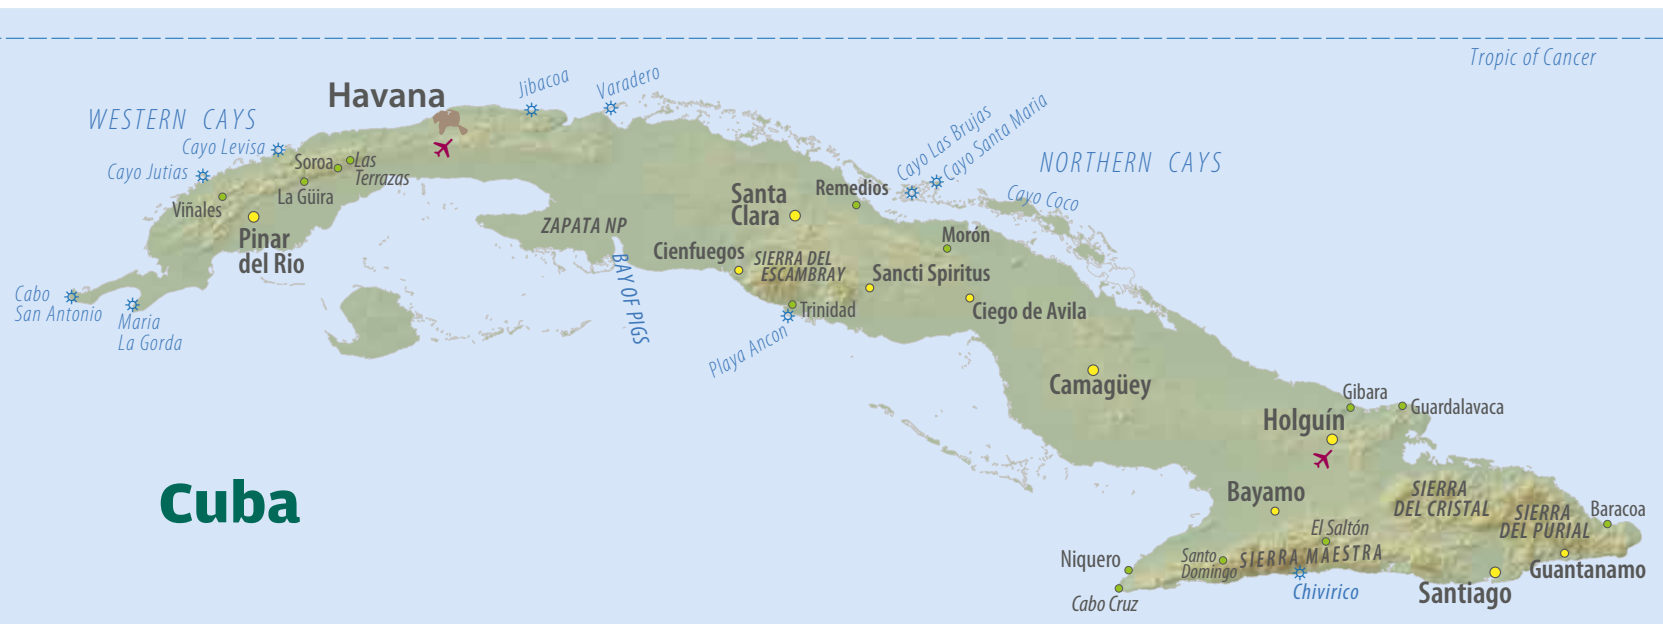 Tropic of Cancer
Havana
Jibacoa
Varadero
WESTERN CAYS
Cayo Levisa
Cayo Jutias
Soroa
Las
Terrazas
La Güira
Viñales
Pinar
del Rio
Cabo
San Antonio
Maria
La Gorda
ZAPATA NP
BAY OF PIGS
Santa
Clara
Remedios
Cayo Las Brujas
Cayo Santa Maria
NORTHERN CAYS
Cayo Coco
Cienfuegos
SIERRA DEL
ESCAMBRAY
Morón
Sancti Spiritus
Trinidad
Playa Ancon
Ciego de Avila
Camagüey
Gibara
Guardalavaca
Holguín
Cuba
Bayamo
SIERRA
DEL CRISTAL
SIERRA
DEL PURIAL
Baracoa
El Saltón
Niquero
Santo
Domingo
SIERRA MAESTRA
Guantanamo
Chivirico
Santiago
Cabo Cruz